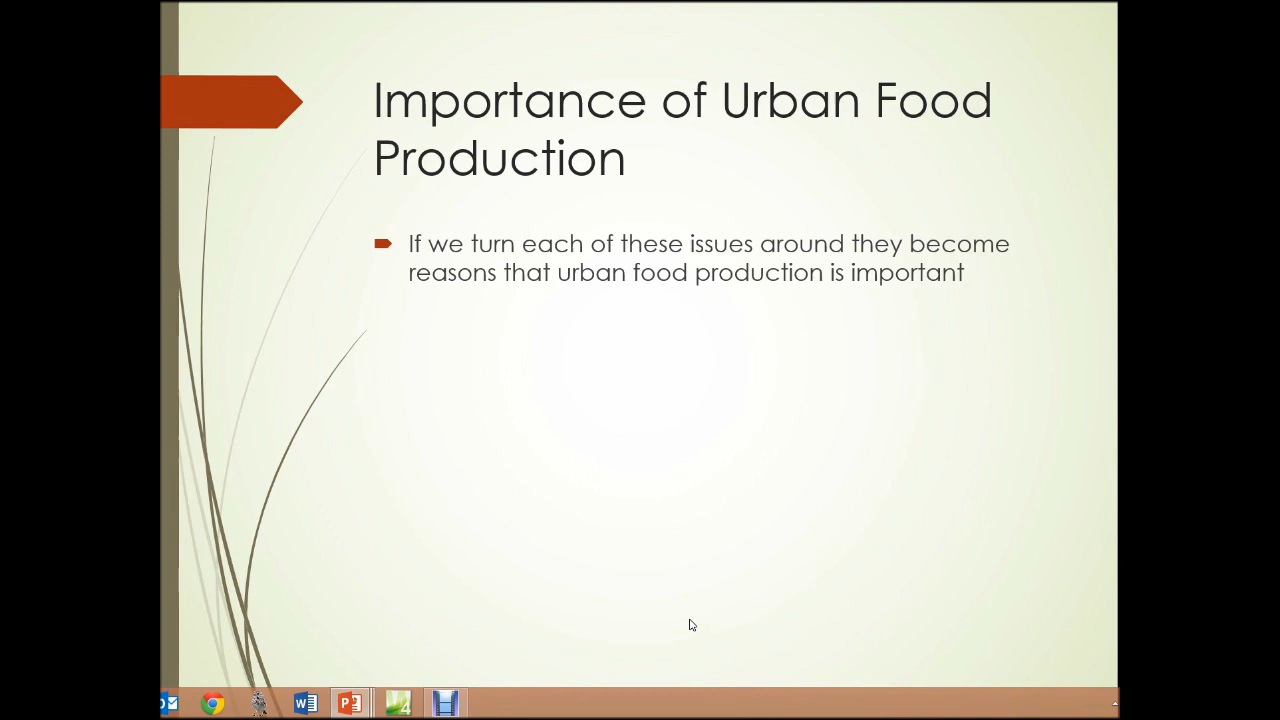 Importance of Urban Food
Production
If we turn each of these issues around they become
reasons that urban food production is important